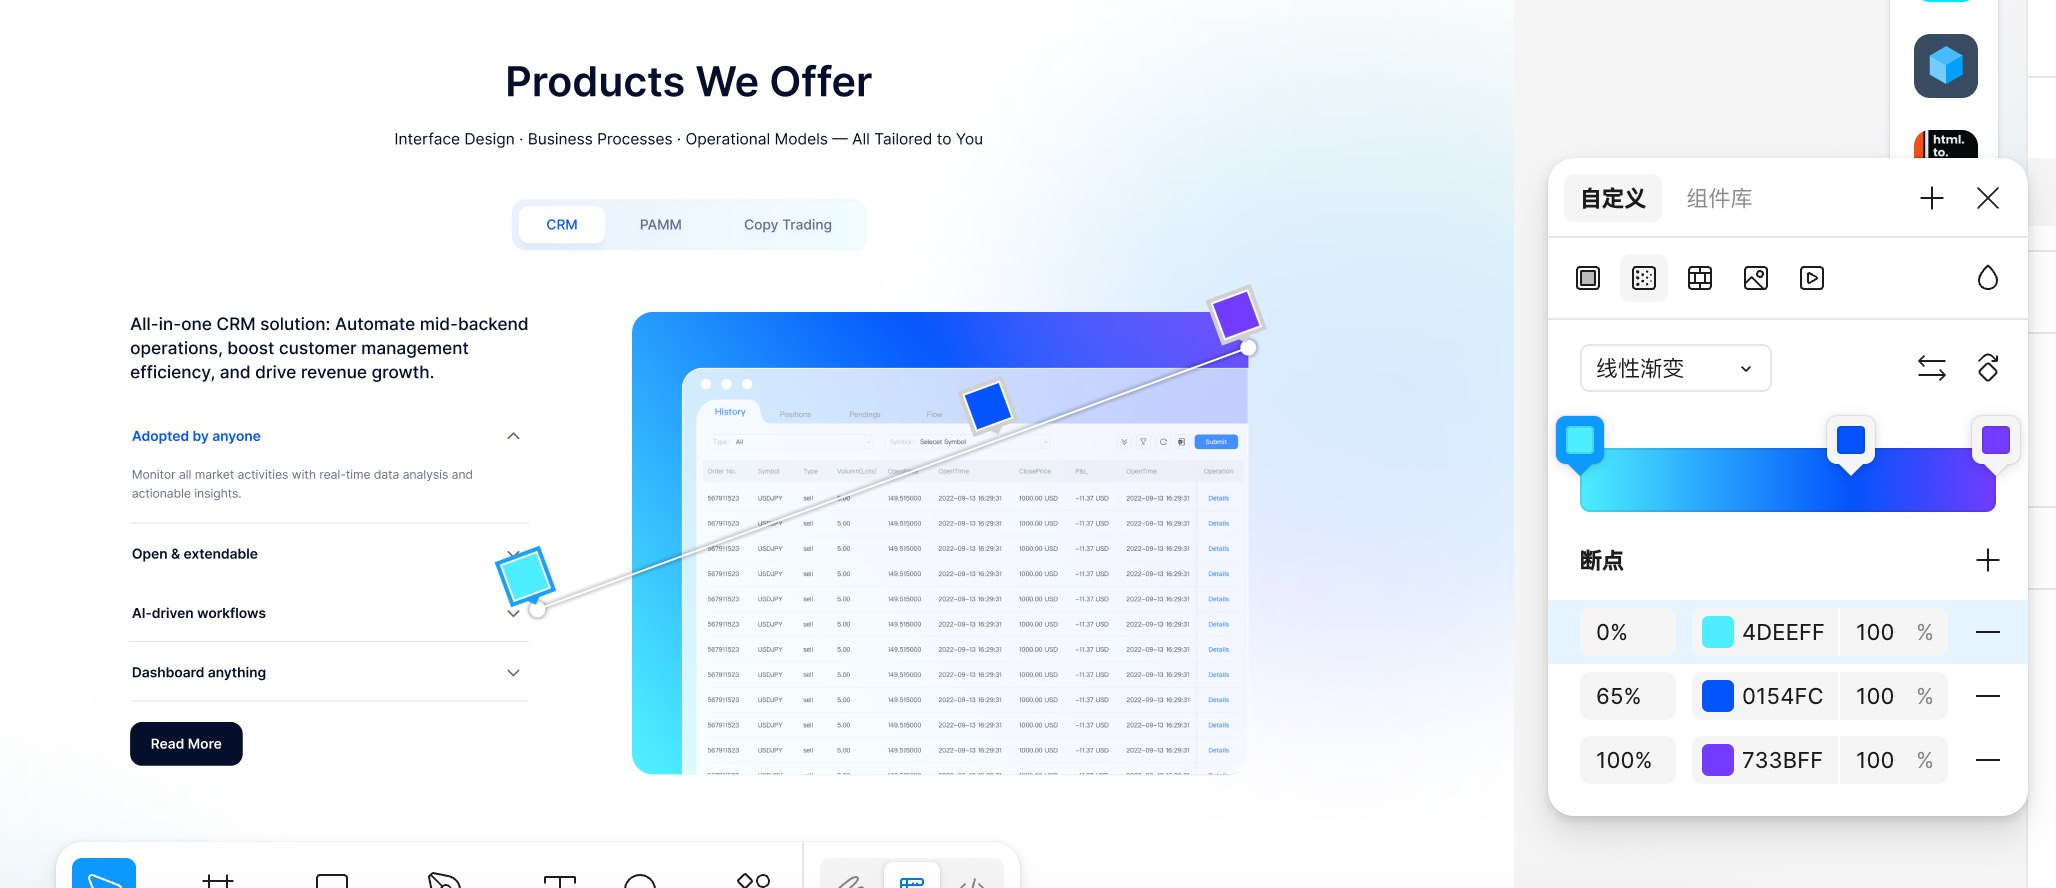 Products We Offer
Interface Design · Business Processes · Operational Models — All Tailored to You
CRM PAMM Copy Trading
All-in-one CRM solution: Automate mid-backend
operations, boost customer management
efficiency, and drive revenue growth.
Adopted by anyone
Monitor all market activities with real-time data analysis and
actionable insights.
Open & extendable
AI-driven workflows
Dashboard anything
Read More
History Positions Pendings Flow
Type: All Symbol: Selecet Symbol Submit
Order No. Symbol Type Volumn(Lots) OpenPrice OpenTime ClosePrice P&L OpenTime Operation
567911523 USDJPY sell 5.00 149.515000 2022-09-13 16:29:31 1000.00 USD -11.37 USD 2022-09-13 16:29:31 Details
567911523 USDJPY sell 5.00 149.515000 2022-09-13 16:29:31 1000.00 USD -11.37 USD 2022-09-13 16:29:31 Details
567911523 USDJPY sell 5.00 149.515000 2022-09-13 16:29:31 1000.00 USD -11.37 USD 2022-09-13 16:29:31 Details
567911523 USDJPY sell 5.00 149.515000 2022-09-13 16:29:31 1000.00 USD -11.37 USD 2022-09-13 16:29:31 Details
567911523 USDJPY sell 5.00 149.515000 2022-09-13 16:29:31 1000.00 USD -11.37 USD 2022-09-13 16:29:31 Details
567911523 USDJPY sell 5.00 149.515000 2022-09-13 16:29:31 1000.00 USD -11.37 USD 2022-09-13 16:29:31 Details
567911523 USDJPY sell 5.00 149.515000 2022-09-13 16:29:31 1000.00 USD -11.37 USD 2022-09-13 16:29:31 Details
567911523 USDJPY sell 5.00 149.515000 2022-09-13 16:29:31 1000.00 USD -11.37 USD 2022-09-13 16:29:31 Details
567911523 USDJPY sell 5.00 149.515000 2022-09-13 16:29:31 1000.00 USD -11.37 USD 2022-09-13 16:29:31 Details
567911523 USDJPY sell 5.00 149.515000 2022-09-13 16:29:31 1000.00 USD -11.37 USD 2022-09-13 16:29:31 Details
567911523 USDJPY sell 5.00 149.515000 2022-09-13 16:29:31 1000.00 USD -11.37 USD 2022-09-13 16:29:31 Details
html.
to.
自定义 组件库
线性渐变
断点
0% 4DEEFF 100 %
65% 0154FC 100 %
100% 733BFF 100 %